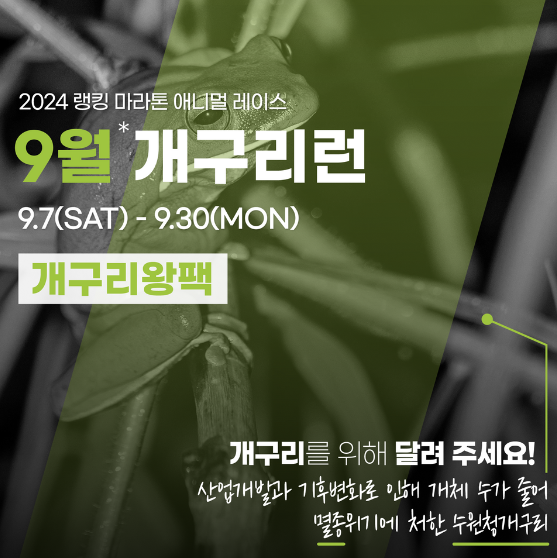 2024 랭킹 마라톤 애니멀 레이스
9월 * 개구리런
9.7(SAT) - 9.30(MON)
개구리왕팩
개구리를 위해 달려 주세요!
산업개발과 기후변화로 인해 개체 수가 줄어
멸종위기에 처한 수원청개구리